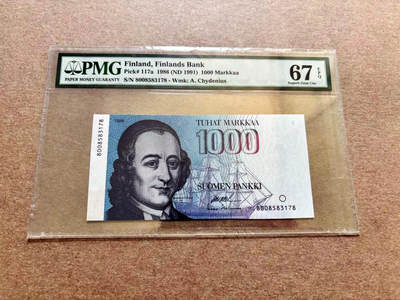 PMG
PAPER MONEY GUARANTY
Finland, Finlands Bank
Pick# 117a 1986 (ND 1991) 1000 Markkaa
S/N 8008583178 - Wmk: A. Chydenius
67 EPQ
Superb Gem Unc
1986
TUHAT MARKKAA
1000
SUOMEN PANKKI
8008583178
8008583178